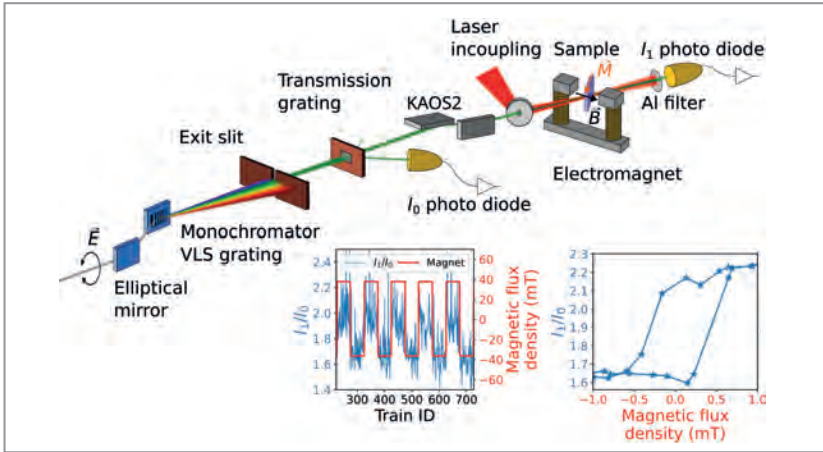 Laser
incoupling
Sample
M⃗
I1 photo diode
Transmission
grating
KAOS2
B⃗
Al filter
Exit slit
Electromagnet
I0 photo diode
E⃗
Monochromator
VLS grating
Elliptical
mirror
I1/I0
Magnet
2.4
2.2
2.0
1.8
1.6
1.4
I1/I0
60
40
20
0
−20
−40
−60
Magnetic flux
density (mT)
300 400 500 600 700
Train ID
2.3
2.2
2.1
2.0
1.9
1.8
1.7
1.6
I1/I0
−1.0 −0.5 0.0 0.5 1.0
Magnetic flux
density (mT)